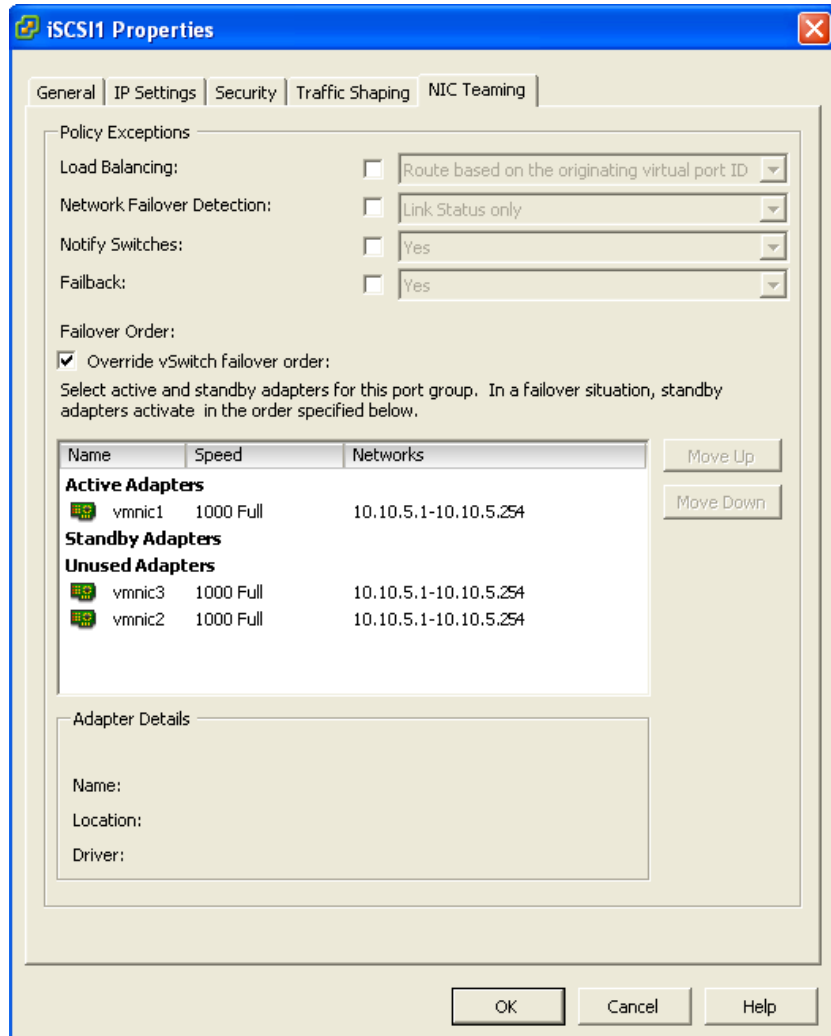 iSCSI1 Properties
General IP Settings Security Traffic Shaping NIC Teaming
Policy Exceptions
Load Balancing: Route based on the originating virtual port ID
Network Failover Detection: Link Status only
Notify Switches: Yes
Failback: Yes
Failover Order:
Override vSwitch failover order:
Select active and standby adapters for this port group. In a failover situation, standby
adapters activate in the order specified below.
Name Speed Networks
Move Up
Active Adapters
vmnic1 1000 Full 10.10.5.1-10.10.5.254
Move Down
Standby Adapters
Unused Adapters
vmnic3 1000 Full 10.10.5.1-10.10.5.254
vmnic2 1000 Full 10.10.5.1-10.10.5.254
Adapter Details
Name:
Location:
Driver:
OK Cancel Help